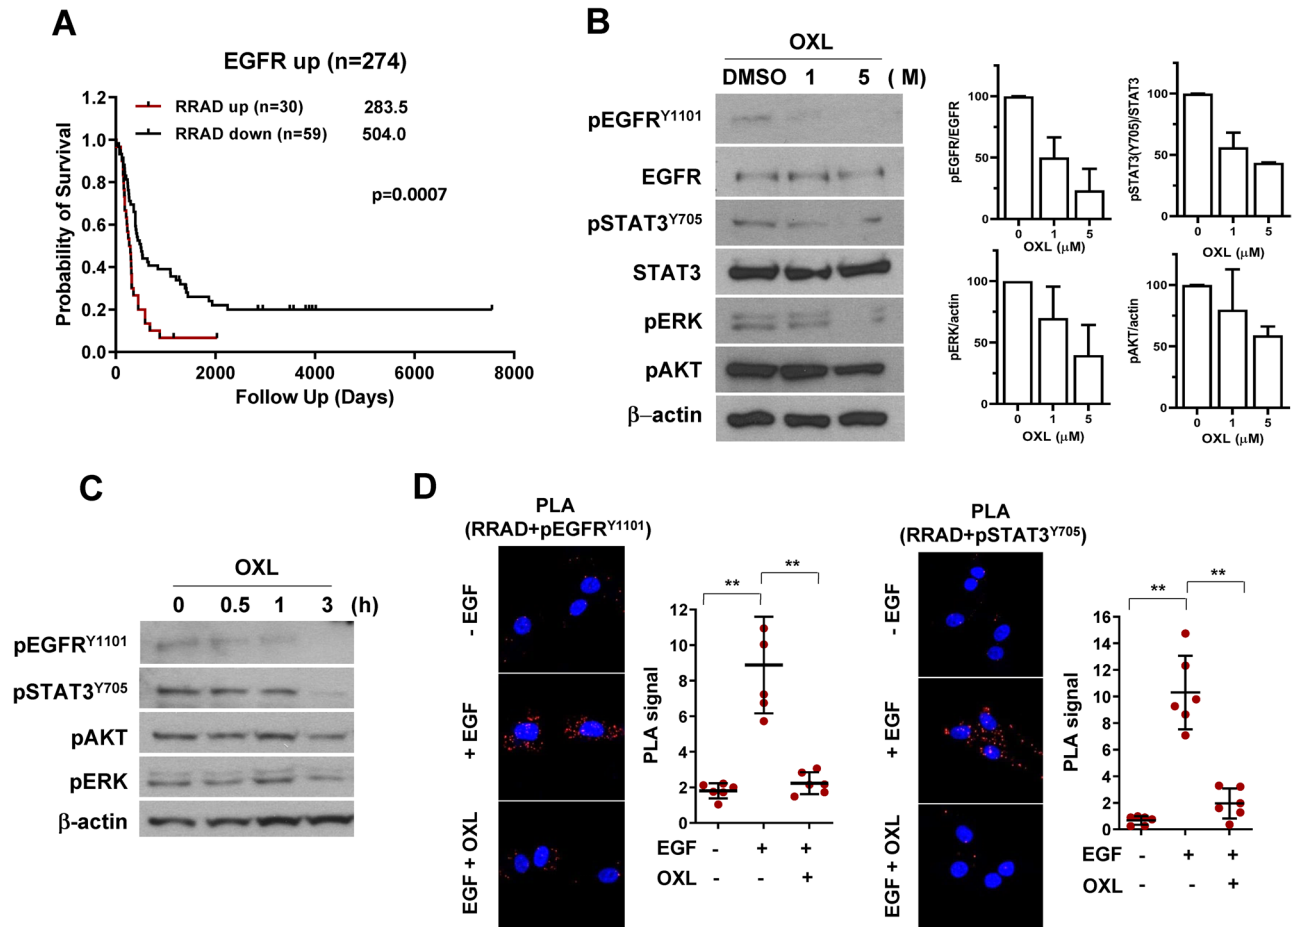 A
EGFR up (n=274)
RRAD up (n=30) 283.5
RRAD down (n=59) 504.0
p=0.0007
Probability of Survival
1.2
1.0
0.8
0.6
0.4
0.2
0.0
0 2000 4000 6000 8000
Follow Up (Days)
B
OXL
DMSO 1 5 ( M)
pEGFRY1101
EGFR
pSTAT3Y705
STAT3
pERK
pAKT
β−actin
pEGFR/EGFR
100
50
0
0 1 5
OXL (μM)
pSTAT3(Y705)/STAT3
100
50
0
0 1 5
OXL (μM)
pERK/actin
100
50
0
0 1 5
OXL (μM)
pAKT/actin
100
50
0
0 1 5
OXL (μM)
C
OXL
0 0.5 1 3 (h)
pEGFRY1101
pSTAT3Y705
pAKT
pERK
β-actin
D
PLA
(RRAD+pEGFRY1101)
- EGF
+ EGF
EGF + OXL
PLA signal
12
10
8
6
4
2
0
** **
EGF - + +
OXL - - +
PLA
(RRAD+pSTAT3Y705)
- EGF
+ EGF
EGF + OXL
PLA signal
16
14
12
10
8
6
4
2
0
** **
EGF - + +
OXL - - +